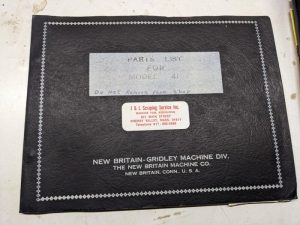 PARTS LIST
FOR
MODEL 41
Do Not Remove From Shop
I & L Scraping Service Inc.
NEW BRITAIN-GRIDLEY MACHINE DIV.
THE NEW BRITAIN MACHINE CO.
NEW BRITAIN, CONN., U. S. A.